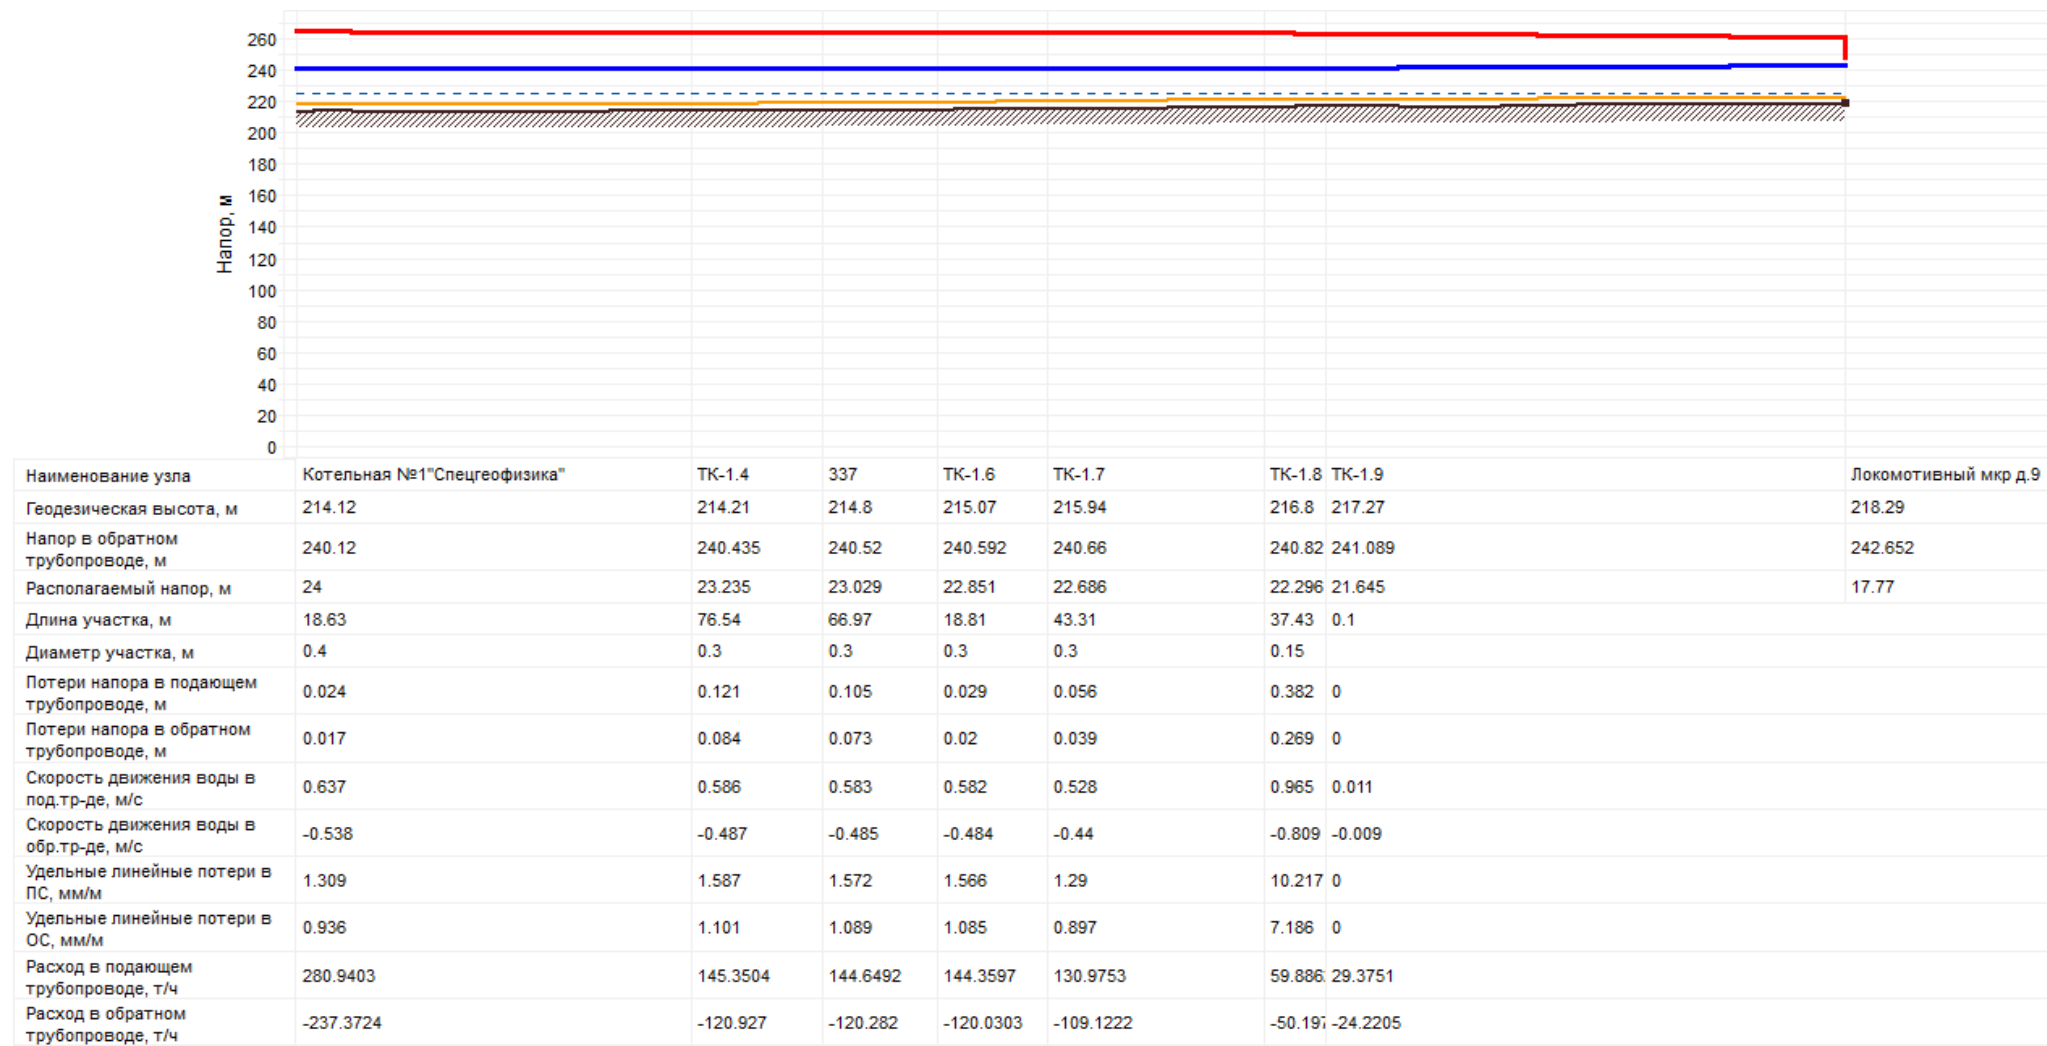 260
240
220
200
180
160
140
120
100
80
60
40
20
0
Напор, м
Наименование узла Котельная №1"Спецгеофизика" ТК-1.4 337 ТК-1.6 ТК-1.7 ТК-1.8 ТК-1.9 Локомотивный мкр д.9
Геодезическая высота, м 214.12 214.21 214.8 215.07 215.94 216.8 217.27 218.29
Напор в обратном
трубопроводе, м 240.12 240.435 240.52 240.592 240.66 240.82 241.089 242.652
Располагаемый напор, м 24 23.235 23.029 22.851 22.686 22.296 21.645 17.77
Длина участка, м 18.63 76.54 66.97 18.81 43.31 37.43 0.1
Диаметр участка, м 0.4 0.3 0.3 0.3 0.3 0.15
Потери напора в подающем
трубопроводе, м 0.024 0.121 0.105 0.029 0.056 0.382 0
Потери напора в обратном
трубопроводе, м 0.017 0.084 0.073 0.02 0.039 0.269 0
Скорость движения воды в
под.тр-де, м/с 0.637 0.586 0.583 0.582 0.528 0.965 0.011
Скорость движения воды в
обр.тр-де, м/с -0.538 -0.487 -0.485 -0.484 -0.44 -0.809 -0.009
Удельные линейные потери в
ПС, мм/м 1.309 1.587 1.572 1.566 1.29 10.217 0
Удельные линейные потери в
ОС, мм/м 0.936 1.101 1.089 1.085 0.897 7.186 0
Расход в подающем
трубопроводе, т/ч 280.9403 145.3504 144.6492 144.3597 130.9753 59.886 29.3751
Расход в обратном
трубопроводе, т/ч -237.3724 -120.927 -120.282 -120.0303 -109.1222 -50.197 -24.2205